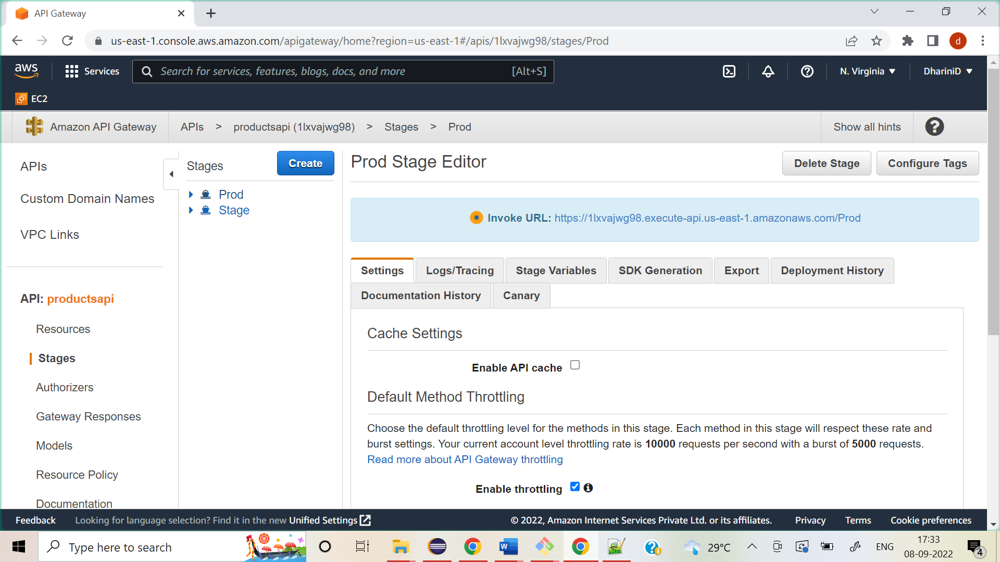 API Gateway
us-east-1.console.aws.amazon.com/apigateway/home?region=us-east-1#/apis/1lxvajwg98/stages/Prod
d
aws
Services
Search for services, features, blogs, docs, and more
[Alt+S]
N. Virginia
DhariniD
EC2
Amazon API Gateway
APIs > productsapi (1lxvajwg98) > Stages > Prod
Show all hints
APIs
Custom Domain Names
VPC Links
API: productsapi
Resources
Stages
Authorizers
Gateway Responses
Models
Resource Policy
Documentation
Stages
Create
Prod
Stage
Prod Stage Editor
Delete Stage
Configure Tags
Invoke URL: https://1lxvajwg98.execute-api.us-east-1.amazonaws.com/Prod
Settings
Logs/Tracing
Stage Variables
SDK Generation
Export
Deployment History
Documentation History
Canary
Cache Settings
Enable API cache
Default Method Throttling
Choose the default throttling level for the methods in this stage. Each method in this stage will respect these rate and
burst settings. Your current account level throttling rate is 10000 requests per second with a burst of 5000 requests.
Read more about API Gateway throttling
Enable throttling
Feedback
Looking for language selection? Find it in the new Unified Settings
© 2022, Amazon Internet Services Private Ltd. or its affiliates.
Privacy
Terms
Cookie preferences
Type here to search
W
29°C
ENG
17:33
08-09-2022
4